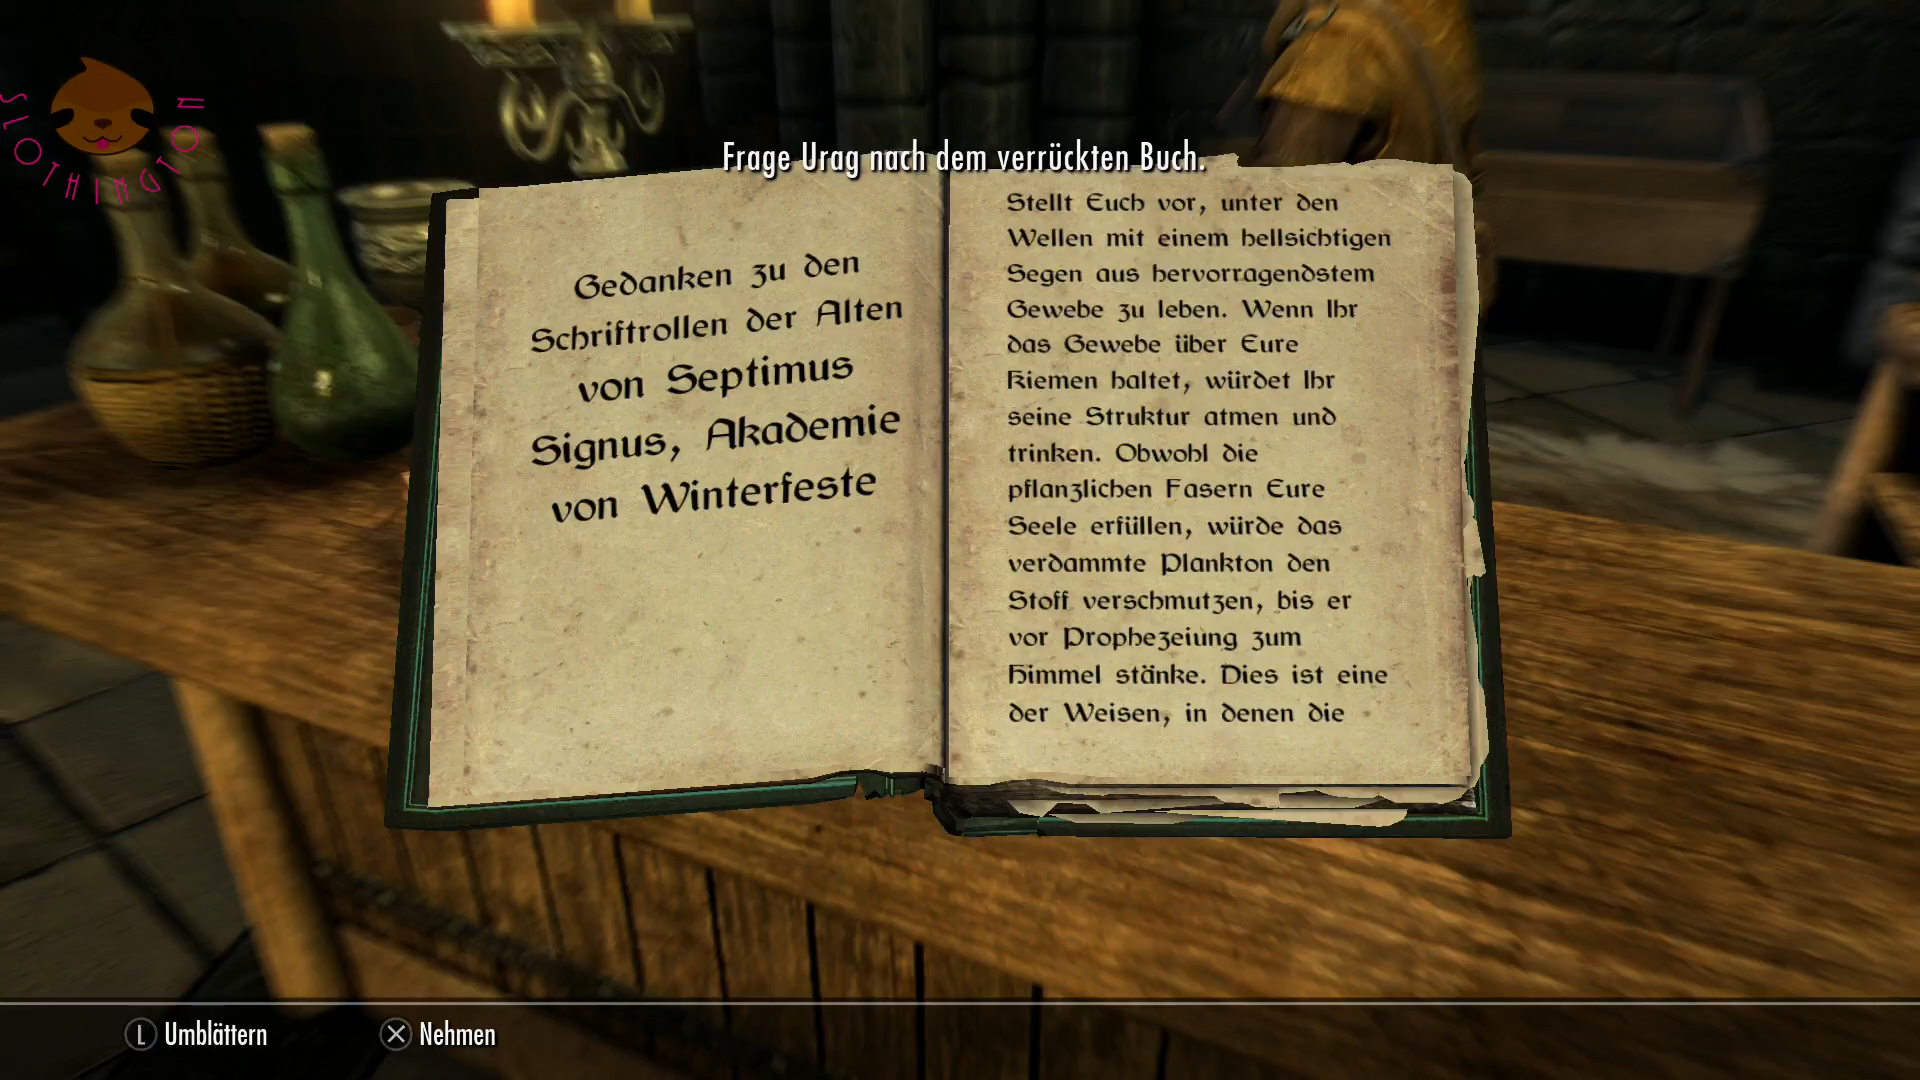 SLOTHINGTON
Frage Urag nach dem verrückten Buch.
Gedanken zu den
Schriftrollen der Alten
von Septimus
Signus, Akademie
von Winterfeste
Stellt Euch vor, unter den
Wellen mit einem hellsichtigen
Segen aus hervorragendstem
Gewebe zu leben. Wenn Ihr
das Gewebe über Eure
Kiemen haltet, würdet Ihr
seine Struktur atmen und
trinken. Obwohl die
pflanzlichen Fasern Eure
Seele erfüllen, würde das
verdammte Plankton den
Stoff verschmutzen, bis er
vor Prophezeiung zum
Himmel stänke. Dies ist eine
der Weisen, in denen die
L Umblättern
X Nehmen